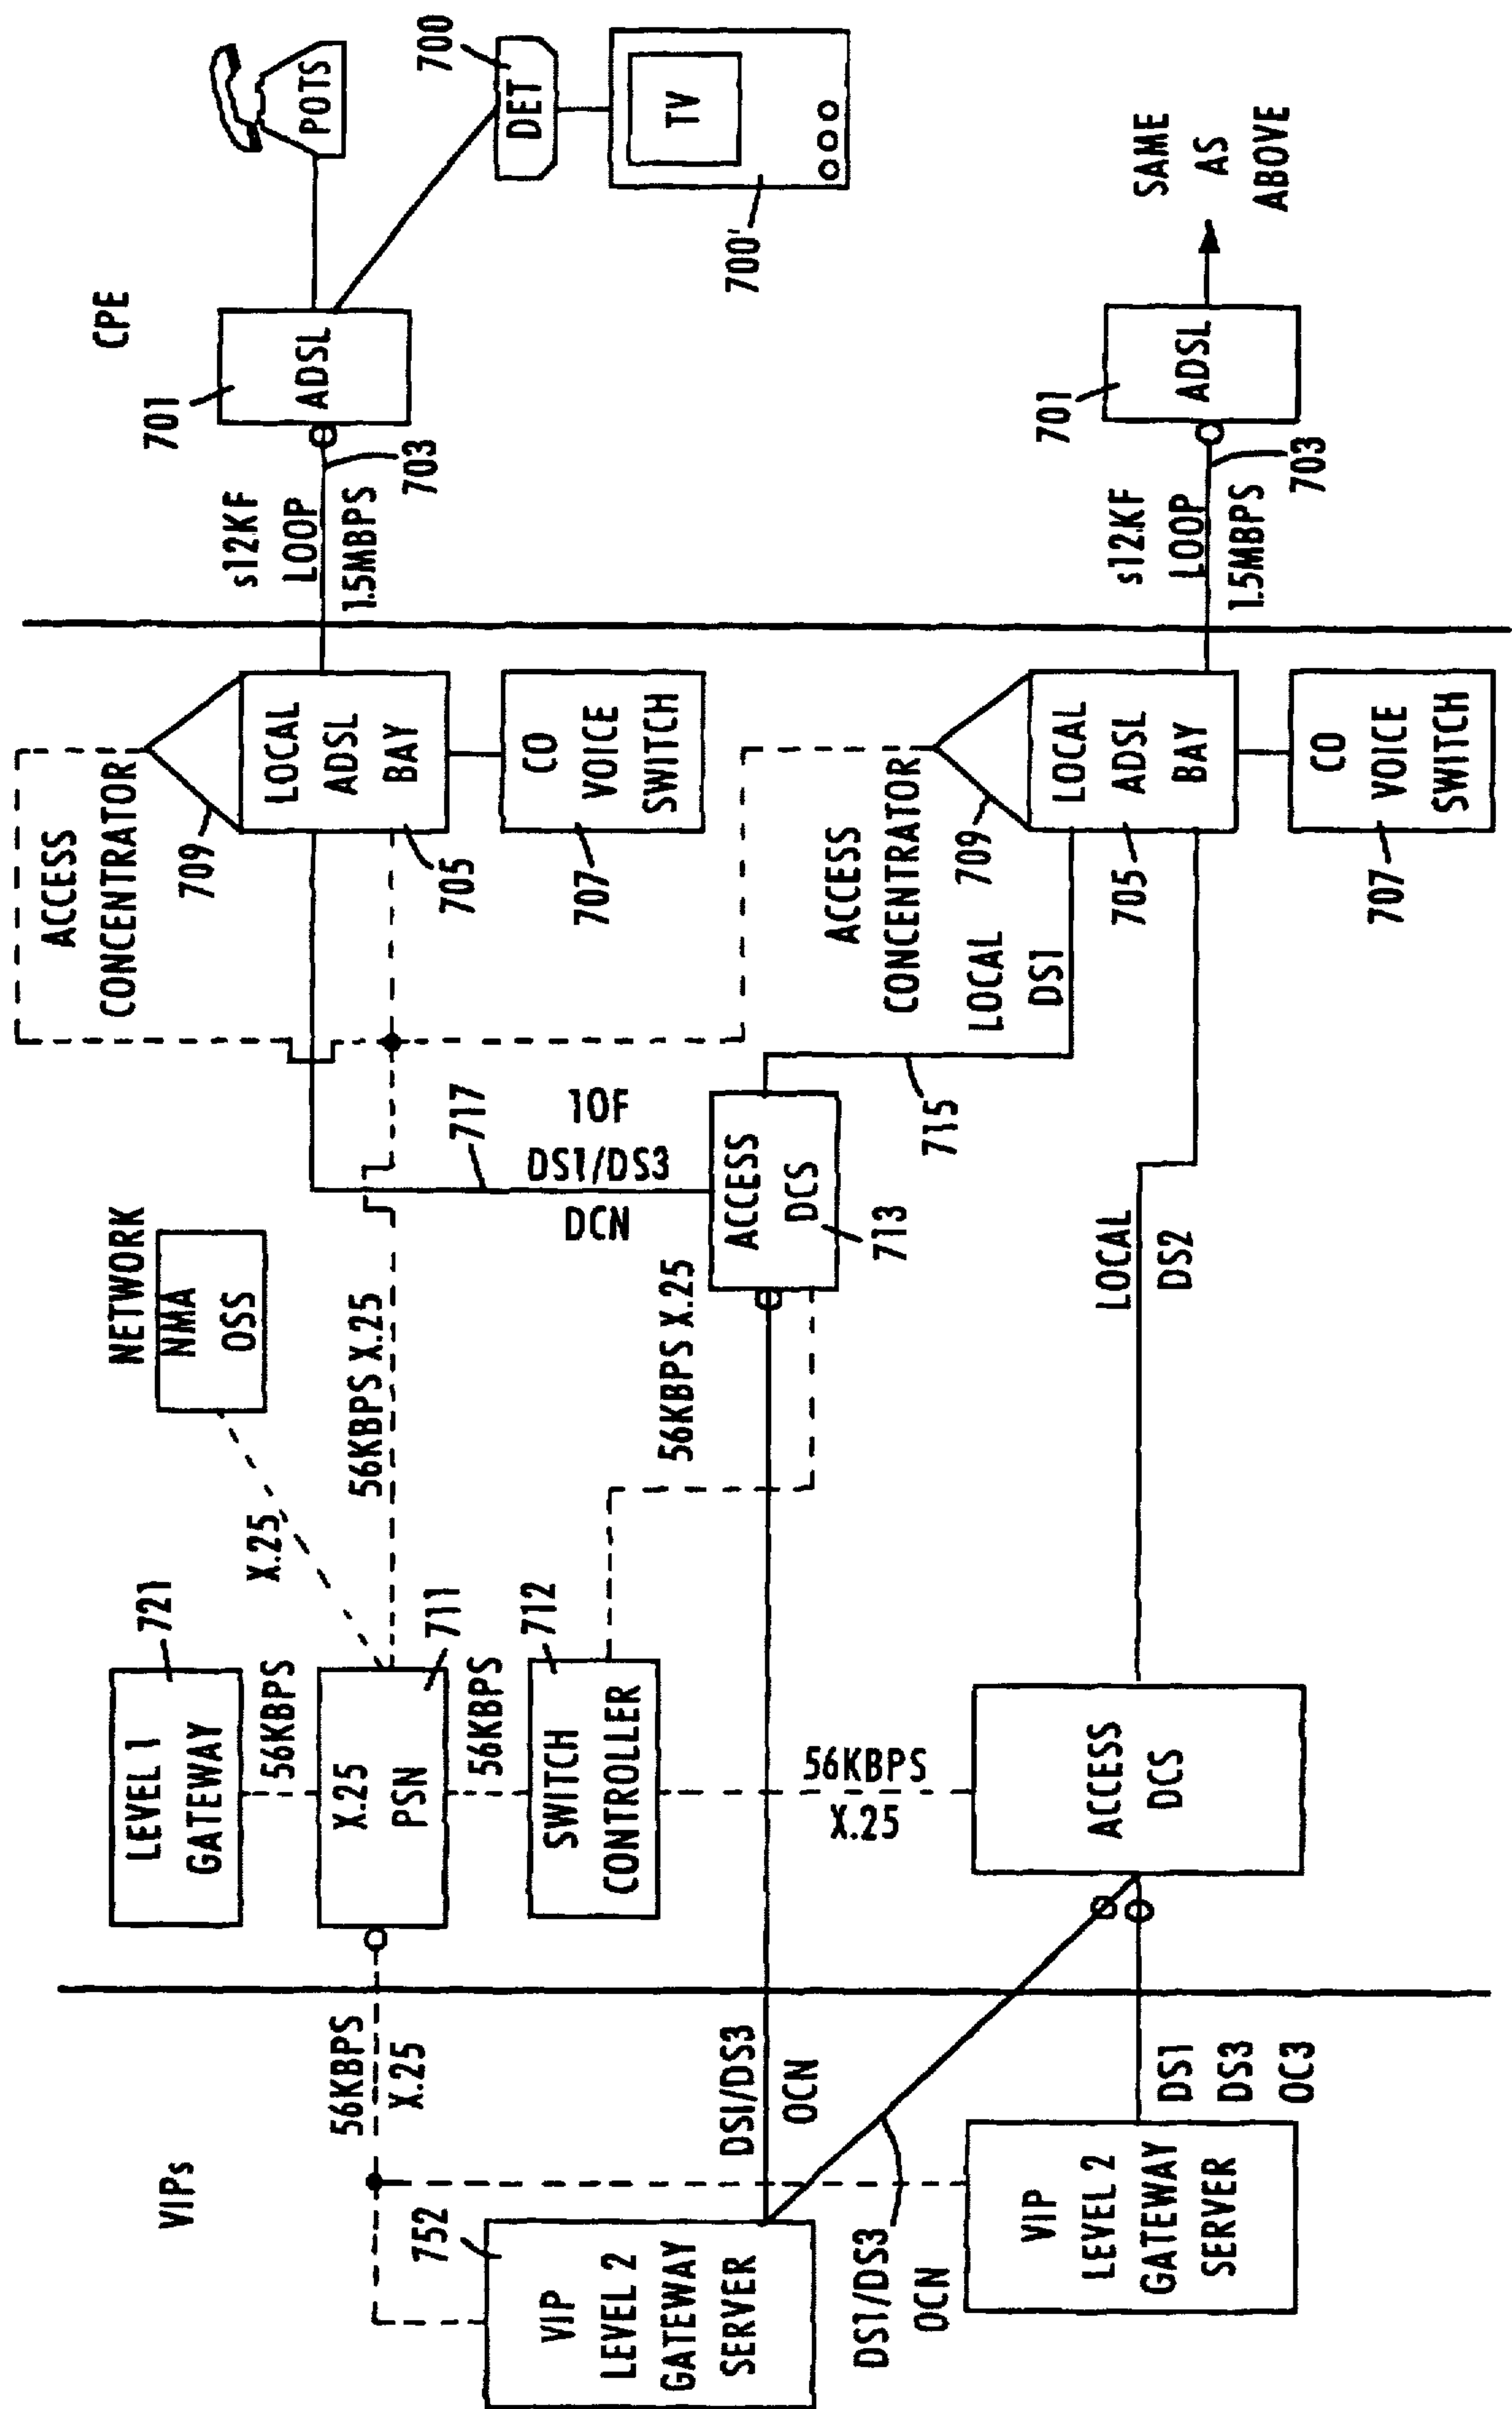 VIPs
752
VIP
LEVEL 2
GATEWAY
SERVER
56KBPS
X.25
DS1/DS3
OCN
DS1/DS3
OCN
VIP
LEVEL 2
GATEWAY
SERVER
DS1
DS3
OC3
LEVEL 1
GATEWAY
721
56KBPS
X.25
PSN
711
56KBPS
SWITCH
CONTROLLER
712
56KBPS
X.25
ACCESS
DCS
X.25
NETWORK
NMA
OSS
56KBPS X.25
56KBPS X.25
717
10F
DS1/DS3
DCN
ACCESS
DCS
713
715
LOCAL
DS2
ACCESS
CONCENTRATOR
709
LOCAL
ADSL
BAY
705
CO
VOICE
SWITCH
707
ACCESS
CONCENTRATOR
709
LOCAL
DS1
LOCAL
ADSL
BAY
705
CO
VOICE
SWITCH
707
s12KF
LOOP
1.5MBPS
703
CPE
701
ADSL
POTS
700
DET
TV
700'
s12KF
LOOP
1.5MBPS
703
701
ADSL
SAME
AS
ABOVE